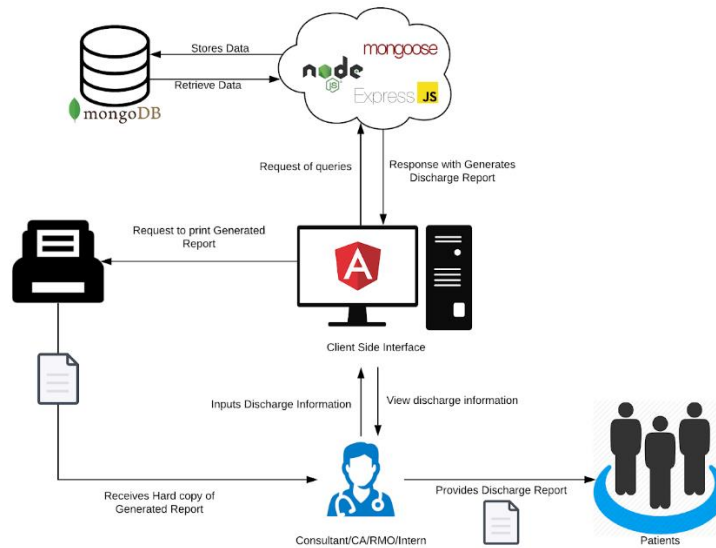 Stores Data
Retrieve Data
mongoDB
mongoose
node
JS
Express
JS
Request of queries
Response with Generates
Discharge Report
Request to print Generated
Report
A
Client Side Interface
Inputs Discharge Information
View discharge information
Receives Hard copy of
Generated Report
Provides Discharge Report
Consultant/CA/RMO/Intern
Patients